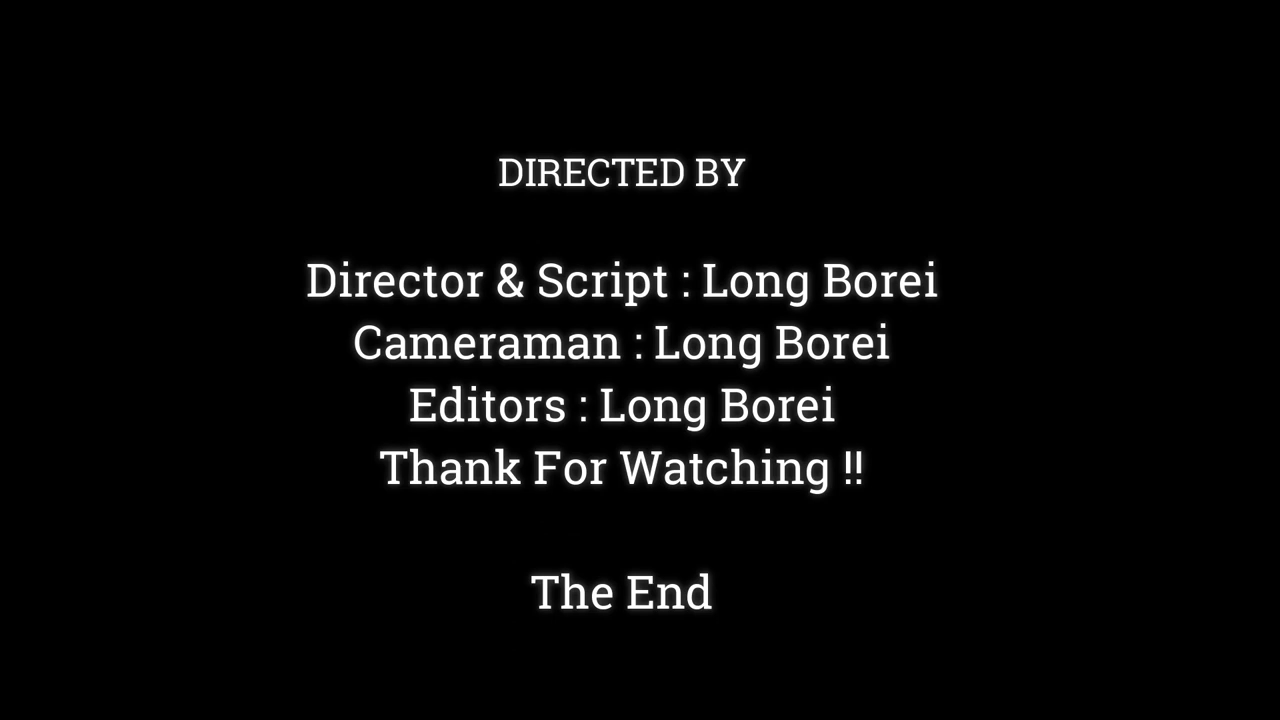 DIRECTED BY
Director & Script : Long Borei
Cameraman : Long Borei
Editors : Long Borei
Thank For Watching !!
The End